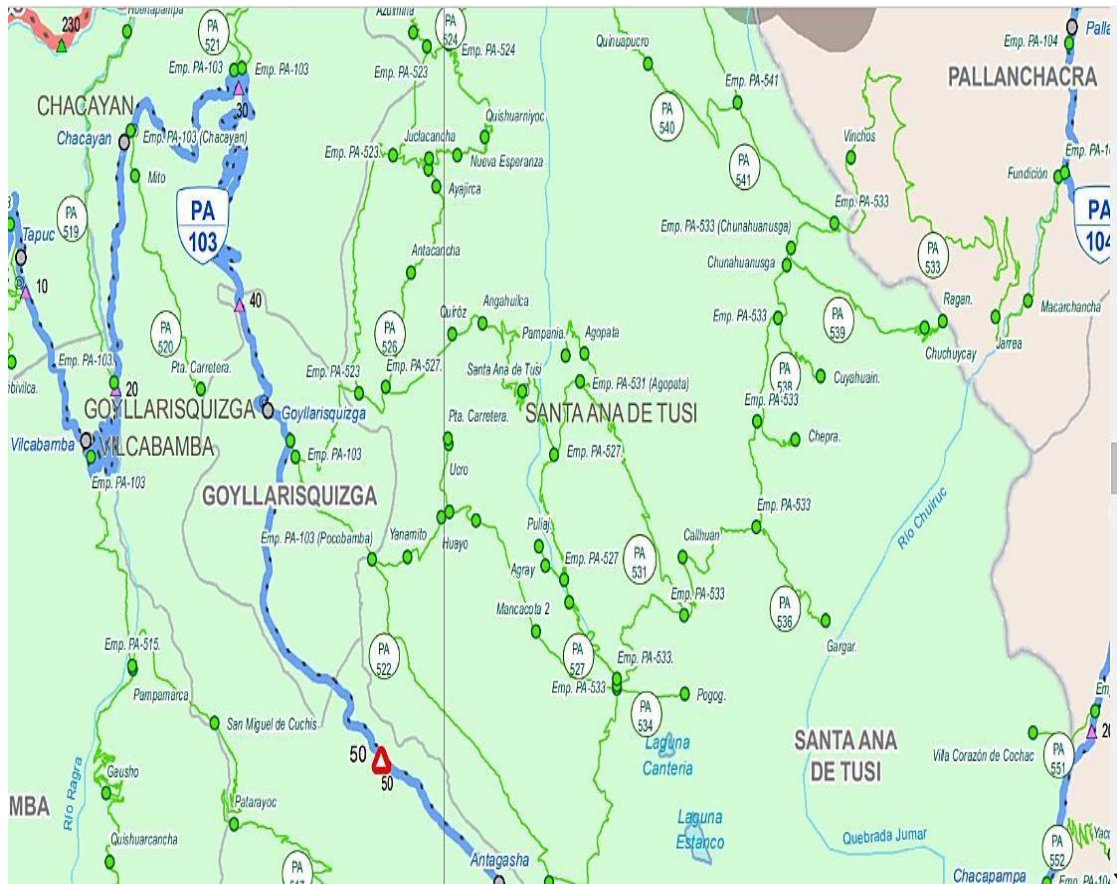 230
Huertapampa
PA
521
Azulmina
PA
524
Emp. PA-524
Emp. PA-523
Quinuapucro
Emp. PA-541
Emp. PA-104
PALLANCHACRA
Emp. PA-103
Emp. PA-103
30
CHACAYAN
Chacayan
Emp. PA-103 (Chacayan)
Quishuarniyoc
PA
540
Vinchos
Emp. PA-523.
Juclacancha
Nueva Esperanza
PA
541
Mito
Ayajirca
Fundición
PA
103
PA
519
Tapuc
Emp. PA-533
Emp. PA-533 (Chunahuanusga)
Chunahuanusga
PA
533
PA
104
10
Antacancha
40
Ragan.
Macarchancha
PA
520
Quiróz
Angahuilca
PA
526
Pampania.
Agopata
Emp. PA-533
PA
539
Chuchuycay
Jarrea
Emp. PA-103
Pta. Carretera.
Emp. PA-523
Emp. PA-527.
Santa Ana de Tusi
Emp. PA-531 (Agopata)
PA
538
Cuyahuain.
20
GOYLLARISQUIZGA
Goyllarisquizga
Pta. Carretera.
SANTA ANA DE TUSI
Emp. PA-533
Vilcabamba
VILCABAMBA
Emp. PA-103
Ucro
Emp. PA-527.
Chepra.
Emp. PA-103
GOYLLARISQUIZGA
Emp. PA-533
Río Chuiruc
Emp. PA-103 (Pocobamba)
Yanamito
Huayo
Puliaj.
Callhuan
Agray
Emp. PA-527
PA
531
Mancacota 2
Emp. PA-533
PA
536
Gargar.
Emp. PA-515.
PA
522
PA
527
Emp. PA-533.
Pampamarca
Emp. PA-533
Pogog.
PA
534
San Miguel de Cuchis
Laguna
Canteria
SANTA ANA
DE TUSI
Villa Corazón de Cochac
PA
551
50
50
Gausho
MBA
Río Ragra
Patarayoc
Laguna
Estanco
Quebrada Jumar
Quishuarcancha
Antagasha
PA
552
Chacapampa